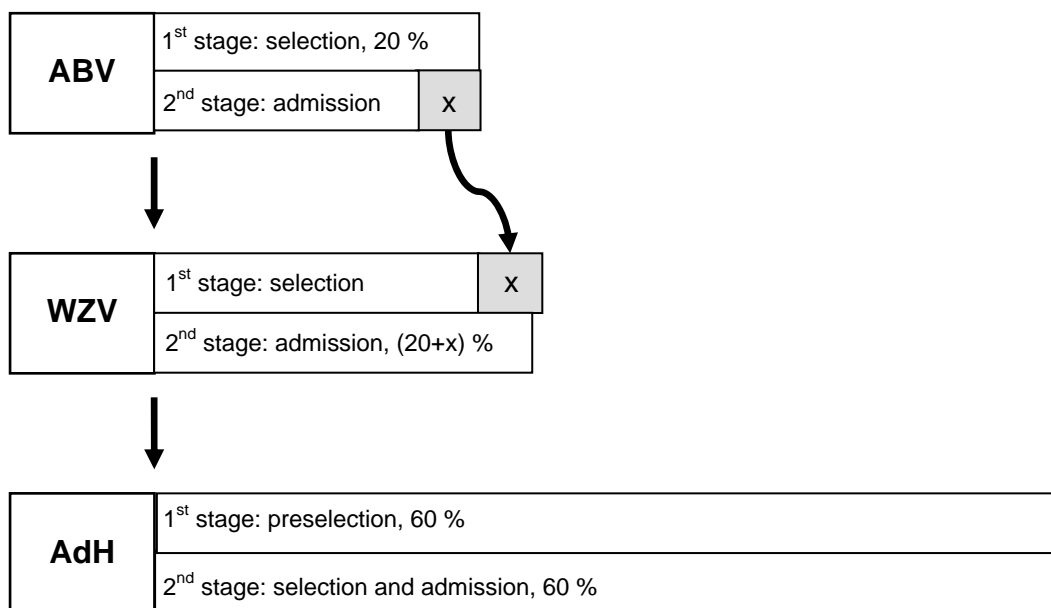 ABV
1st stage: selection, 20 %
2nd stage: admission
x
WZV
1st stage: selection
x
2nd stage: admission, (20+x) %
AdH
1st stage: preselection, 60 %
2nd stage: selection and admission, 60 %